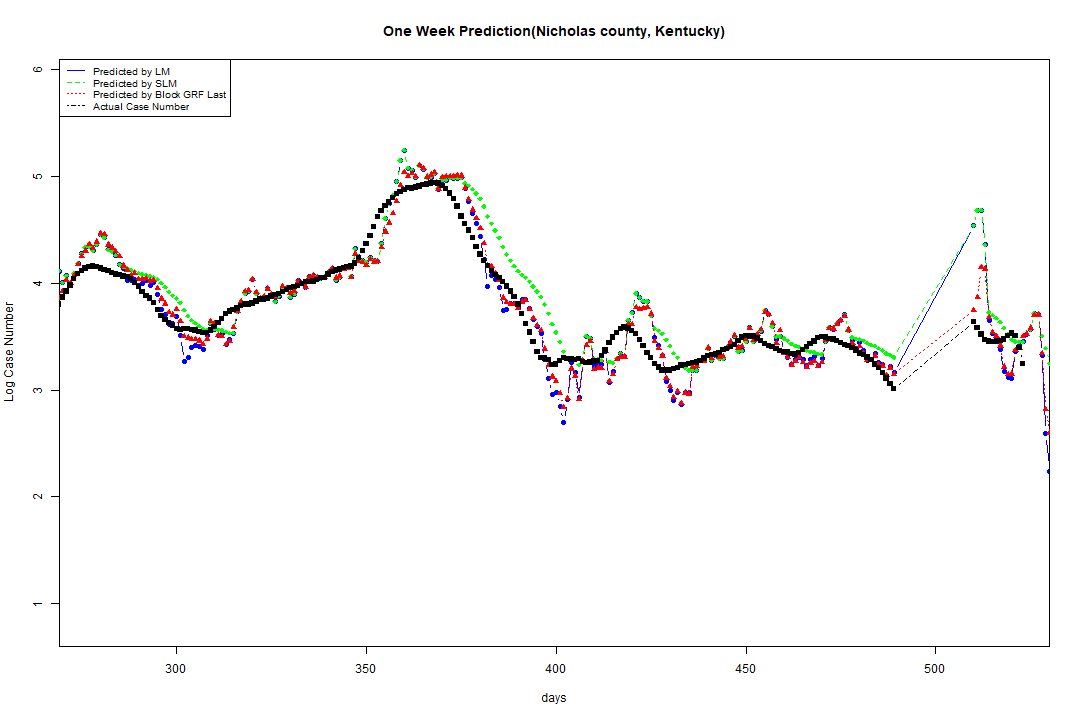 One Week Prediction(Nicholas county, Kentucky)
Predicted by LM
Predicted by SLM
Predicted by Block GRF Last
Actual Case Number
Log Case Number
6
5
4
3
2
1
300 350 400 450 500
days